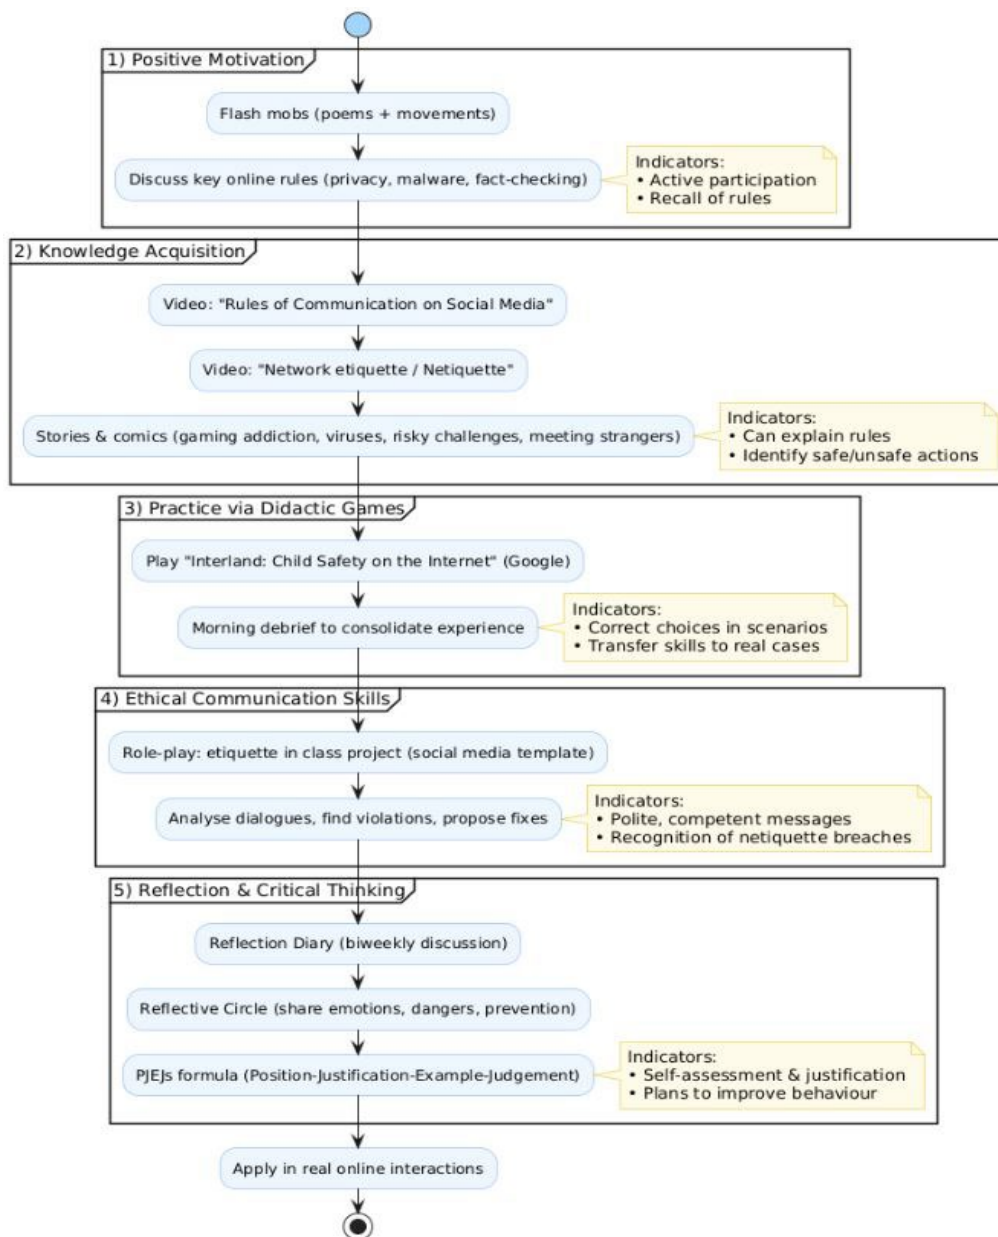 1) Positive Motivation
Flash mobs (poems + movements)
Discuss key online rules (privacy, malware, fact-checking)
Indicators:
• Active participation
• Recall of rules
2) Knowledge Acquisition
Video: "Rules of Communication on Social Media"
Video: "Network etiquette / Netiquette"
Stories & comics (gaming addiction, viruses, risky challenges, meeting strangers)
Indicators:
• Can explain rules
• Identify safe/unsafe actions
3) Practice via Didactic Games
Play "Interland: Child Safety on the Internet" (Google)
Morning debrief to consolidate experience
Indicators:
• Correct choices in scenarios
• Transfer skills to real cases
4) Ethical Communication Skills
Role-play: etiquette in class project (social media template)
Analyse dialogues, find violations, propose fixes
Indicators:
• Polite, competent messages
• Recognition of netiquette breaches
5) Reflection & Critical Thinking
Reflection Diary (biweekly discussion)
Reflective Circle (share emotions, dangers, prevention)
PJEJs formula (Position-Justification-Example-Judgement)
Indicators:
• Self-assessment & justification
• Plans to improve behaviour
Apply in real online interactions